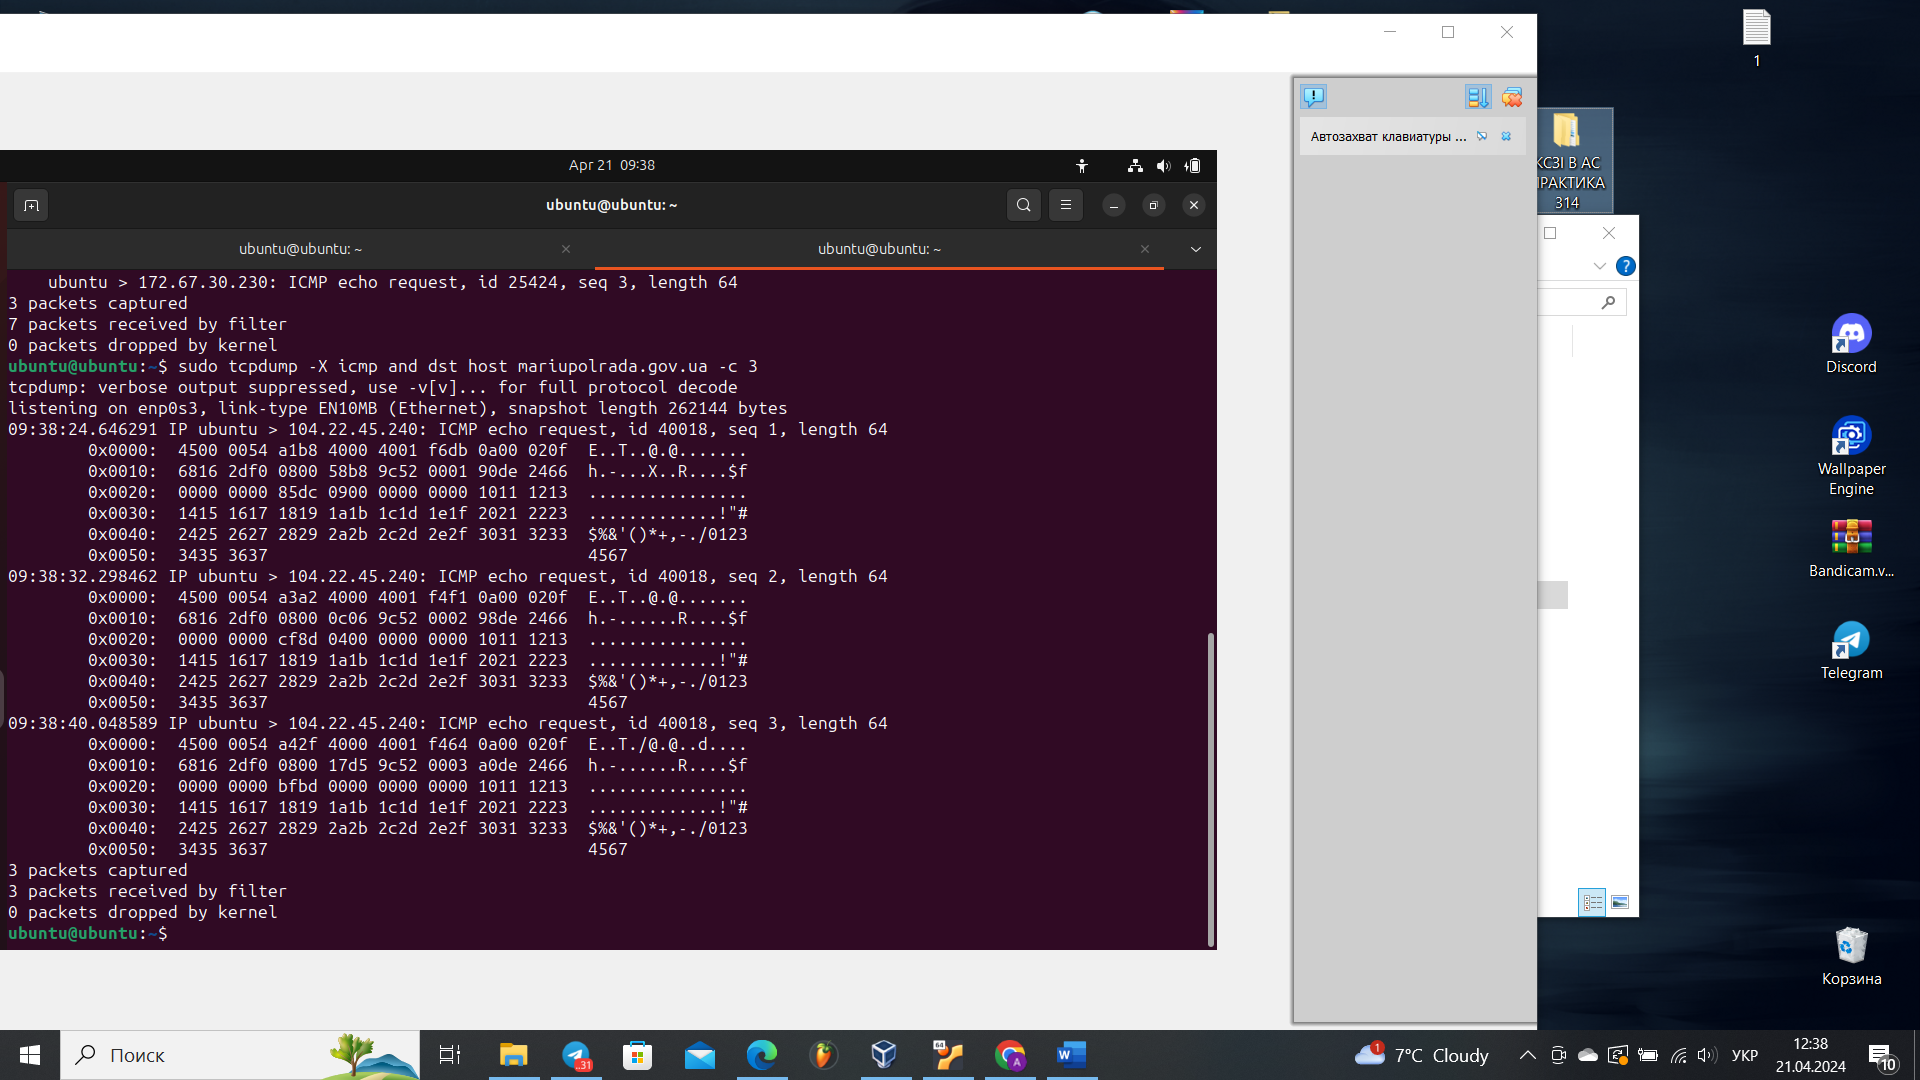 1
Автозахват клавиатуры ...
КСЗІ В АС
ПРАКТИКА
314
Apr 21 09:38
ubuntu@ubuntu: ~
ubuntu@ubuntu: ~
ubuntu@ubuntu: ~
ubuntu > 172.67.30.230: ICMP echo request, id 25424, seq 3, length 64
3 packets captured
7 packets received by filter
0 packets dropped by kernel
ubuntu@ubuntu:~$ sudo tcpdump -X icmp and dst host mariupolrada.gov.ua -c 3
tcpdump: verbose output suppressed, use -v[v]... for full protocol decode
listening on enp0s3, link-type EN10MB (Ethernet), snapshot length 262144 bytes
09:38:24.646291 IP ubuntu > 104.22.45.240: ICMP echo request, id 40018, seq 1, length 64
0x0000: 4500 0054 a1b8 4000 4001 f6db 0a00 020f E..T..@.@.......
0x0010: 6816 2df0 0800 58b8 9c52 0001 90de 2466 h.-...X..R....$f
0x0020: 0000 0000 85dc 0900 0000 0000 1011 1213 ................
0x0030: 1415 1617 1819 1a1b 1c1d 1e1f 2021 2223 .............!"#
0x0040: 2425 2627 2829 2a2b 2c2d 2e2f 3031 3233 $%&'()*+,-./0123
0x0050: 3435 3637 4567
09:38:32.298462 IP ubuntu > 104.22.45.240: ICMP echo request, id 40018, seq 2, length 64
0x0000: 4500 0054 a3a2 4000 4001 f4f1 0a00 020f E..T..@.@.......
0x0010: 6816 2df0 0800 0c06 9c52 0002 98de 2466 h.-......R....$f
0x0020: 0000 0000 cf8d 0400 0000 0000 1011 1213 ................
0x0030: 1415 1617 1819 1a1b 1c1d 1e1f 2021 2223 .............!"#
0x0040: 2425 2627 2829 2a2b 2c2d 2e2f 3031 3233 $%&'()*+,-./0123
0x0050: 3435 3637 4567
09:38:40.048589 IP ubuntu > 104.22.45.240: ICMP echo request, id 40018, seq 3, length 64
0x0000: 4500 0054 a42f 4000 4001 f464 0a00 020f E..T./@.@..d....
0x0010: 6816 2df0 0800 17d5 9c52 0003 a0de 2466 h.-......R....$f
0x0020: 0000 0000 bfbd 0000 0000 0000 1011 1213 ................
0x0030: 1415 1617 1819 1a1b 1c1d 1e1f 2021 2223 .............!"#
0x0040: 2425 2627 2829 2a2b 2c2d 2e2f 3031 3233 $%&'()*+,-./0123
0x0050: 3435 3637 4567
3 packets captured
3 packets received by filter
0 packets dropped by kernel
ubuntu@ubuntu:~$
Discord
Wallpaper
Engine
Bandicam.v...
Telegram
Корзина
Поиск
..31
64
A
W
1
7°C Cloudy
УКР
12:38
21.04.2024
10